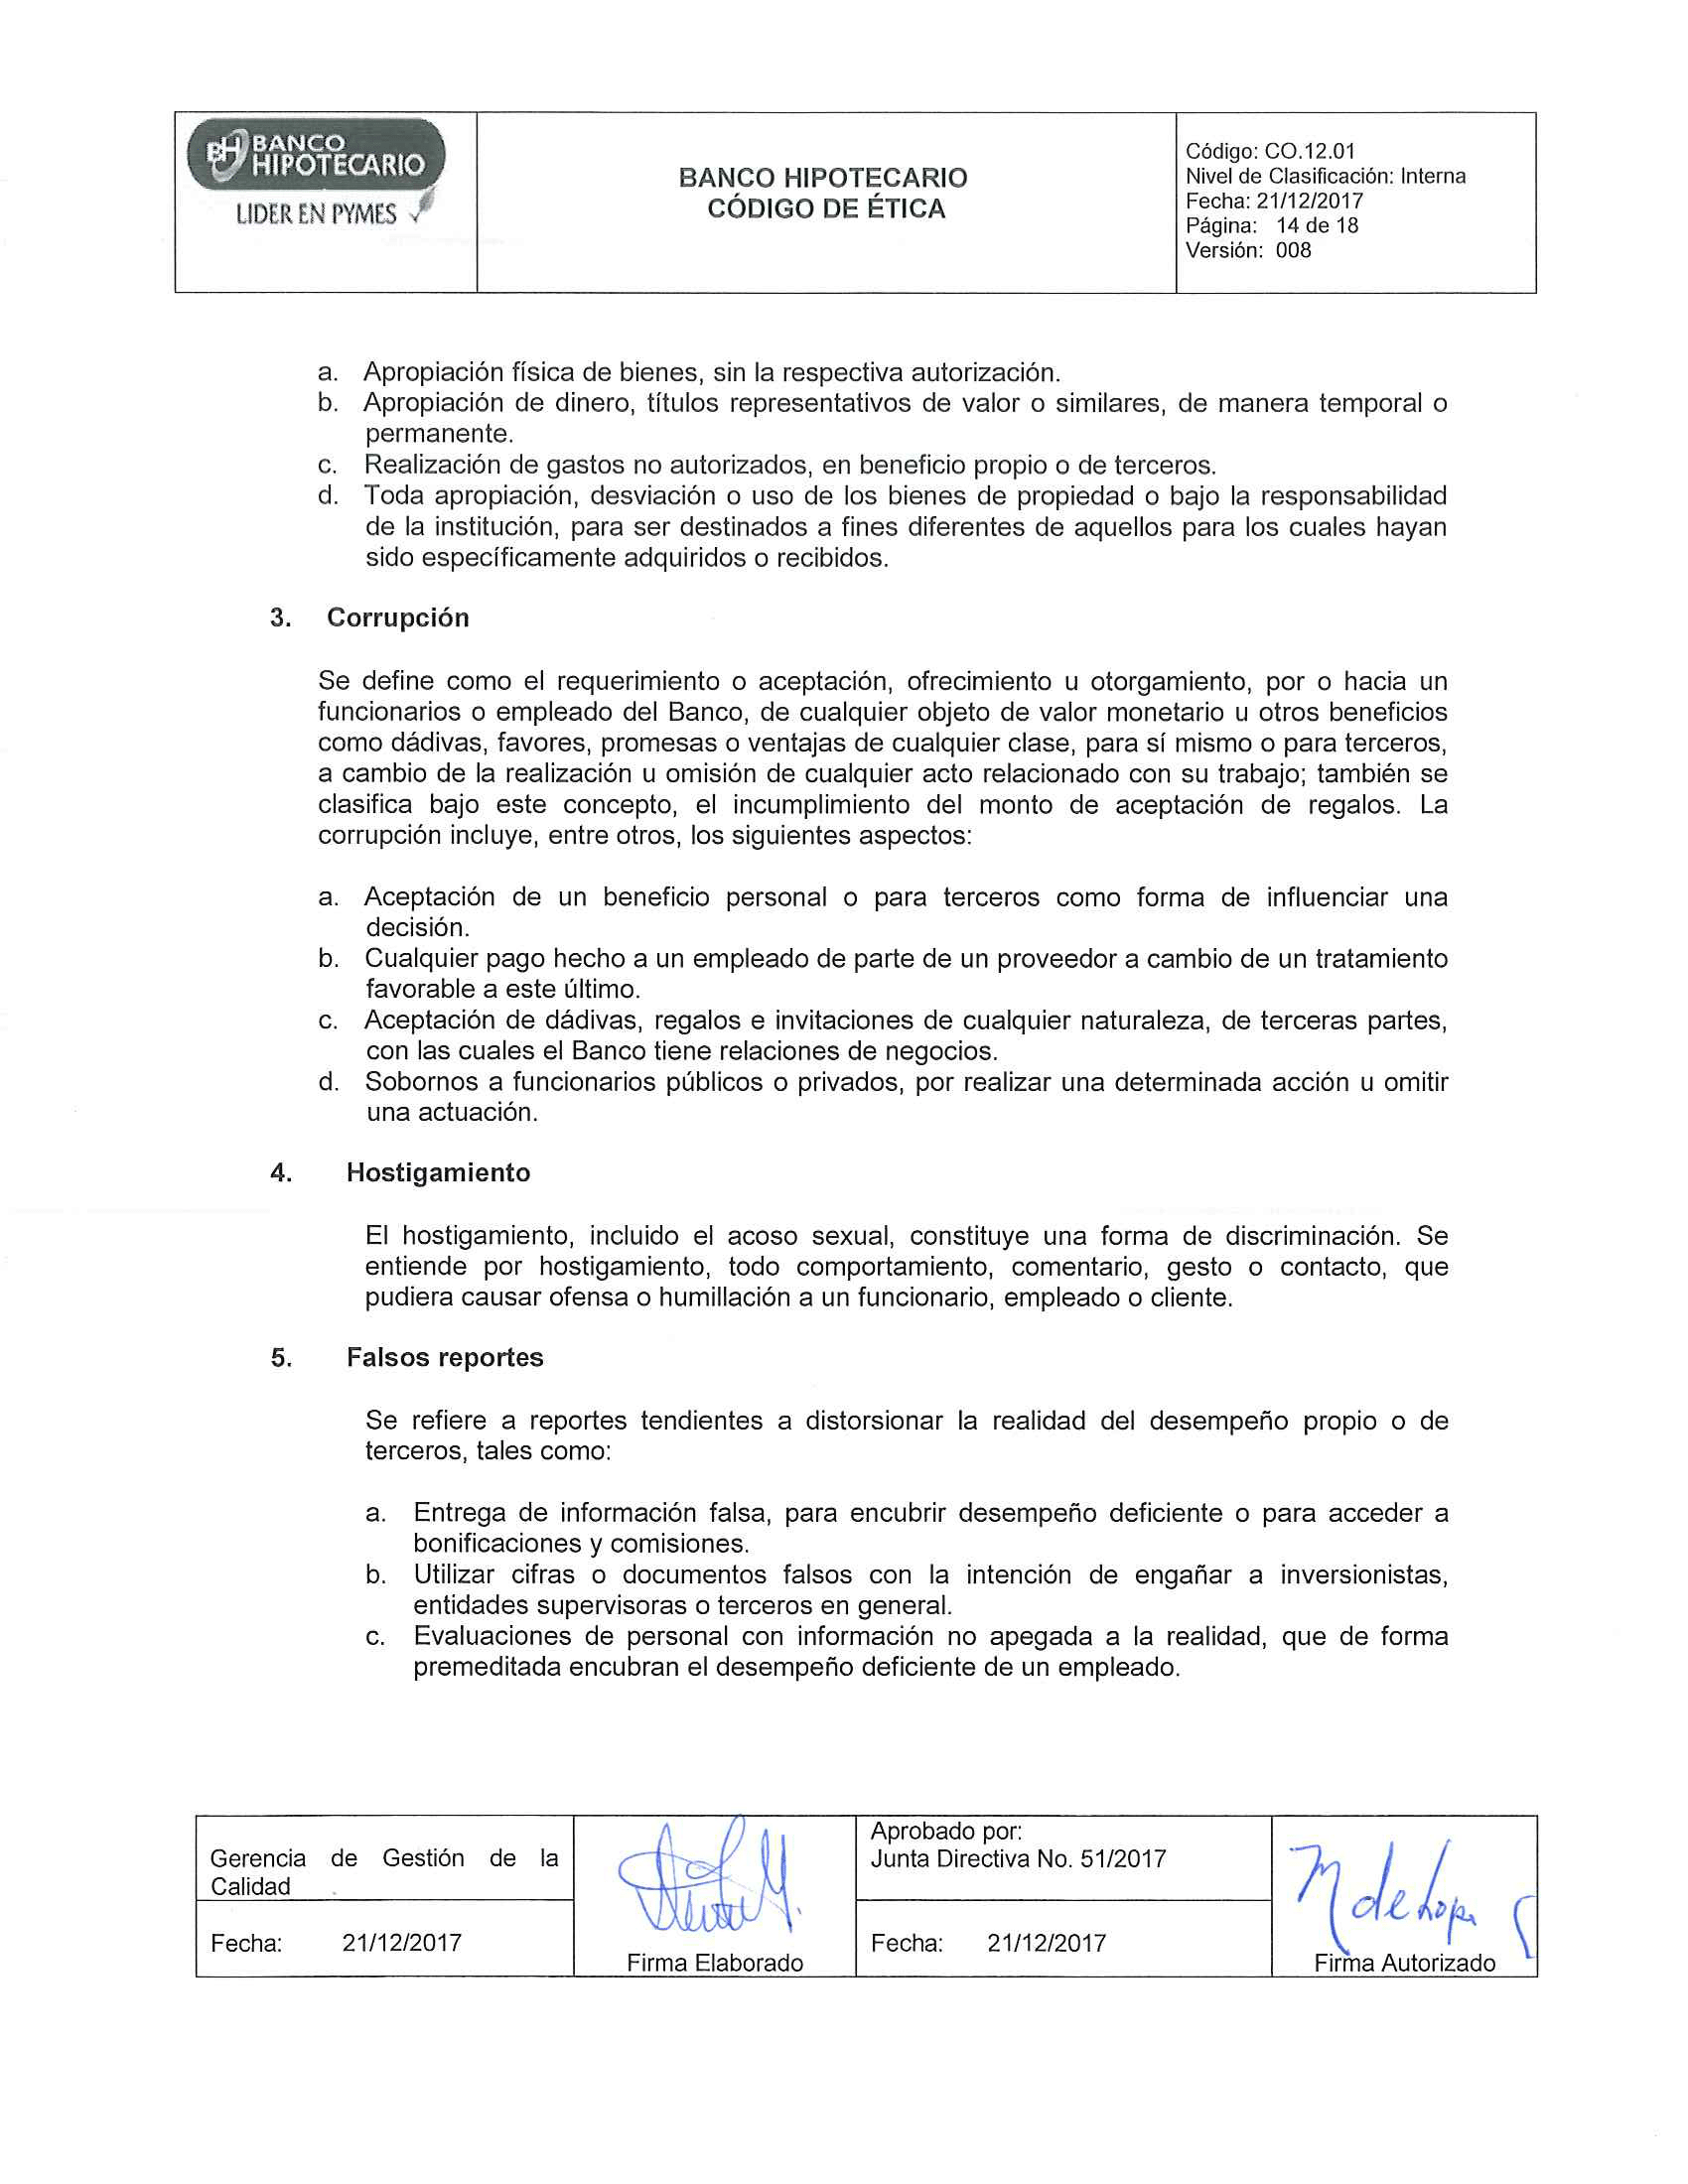 BANCO
HIPOTECARIO
LIDER EN PYMES
BANCO HIPOTECARIO
CÓDIGO DE ÉTICA
Código: CO.12.01
Nivel de Clasificación: Interna
Fecha: 21/12/2017
Página: 14 de 18
Versión: 008
a. Apropiación física de bienes, sin la respectiva autorización.
b. Apropiación de dinero, títulos representativos de valor o similares, de manera temporal o
permanente.
c. Realización de gastos no autorizados, en beneficio propio o de terceros.
d. Toda apropiación, desviación o uso de los bienes de propiedad o bajo la responsabilidad
de la institución, para ser destinados a fines diferentes de aquellos para los cuales hayan
sido específicamente adquiridos o recibidos.
3. Corrupción
Se define como el requerimiento o aceptación, ofrecimiento u otorgamiento, por o hacia un
funcionarios o empleado del Banco, de cualquier objeto de valor monetario u otros beneficios
como dádivas, favores, promesas o ventajas de cualquier clase, para sí mismo o para terceros,
a cambio de la realización u omisión de cualquier acto relacionado con su trabajo; también se
clasifica bajo este concepto, el incumplimiento del monto de aceptación de regalos. La
corrupción incluye, entre otros, los siguientes aspectos:
a. Aceptación de un beneficio personal o para terceros como forma de influenciar una
decisión.
b. Cualquier pago hecho a un empleado de parte de un proveedor a cambio de un tratamiento
favorable a este último.
c. Aceptación de dádivas, regalos e invitaciones de cualquier naturaleza, de terceras partes,
con las cuales el Banco tiene relaciones de negocios.
d. Sobornos a funcionarios públicos o privados, por realizar una determinada acción u omitir
una actuación.
4. Hostigamiento
El hostigamiento, incluido el acoso sexual, constituye una forma de discriminación. Se
entiende por hostigamiento, todo comportamiento, comentario, gesto o contacto, que
pudiera causar ofensa o humillación a un funcionario, empleado o cliente.
5. Falsos reportes
Se refiere a reportes tendientes a distorsionar la realidad del desempeño propio o de
terceros, tales como:
a. Entrega de información falsa, para encubrir desempeño deficiente o para acceder a
bonificaciones y comisiones.
b. Utilizar cifras o documentos falsos con la intención de engañar a inversionistas,
entidades supervisoras o terceros en general.
c. Evaluaciones de personal con información no apegada a la realidad, que de forma
premeditada encubran el desempeño deficiente de un empleado.
Gerencia de Gestión de la
Calidad
Fecha: 21/12/2017
Firma Elaborado
Aprobado por:
Junta Directiva No. 51/2017
Fecha: 21/12/2017
Firma Autorizado